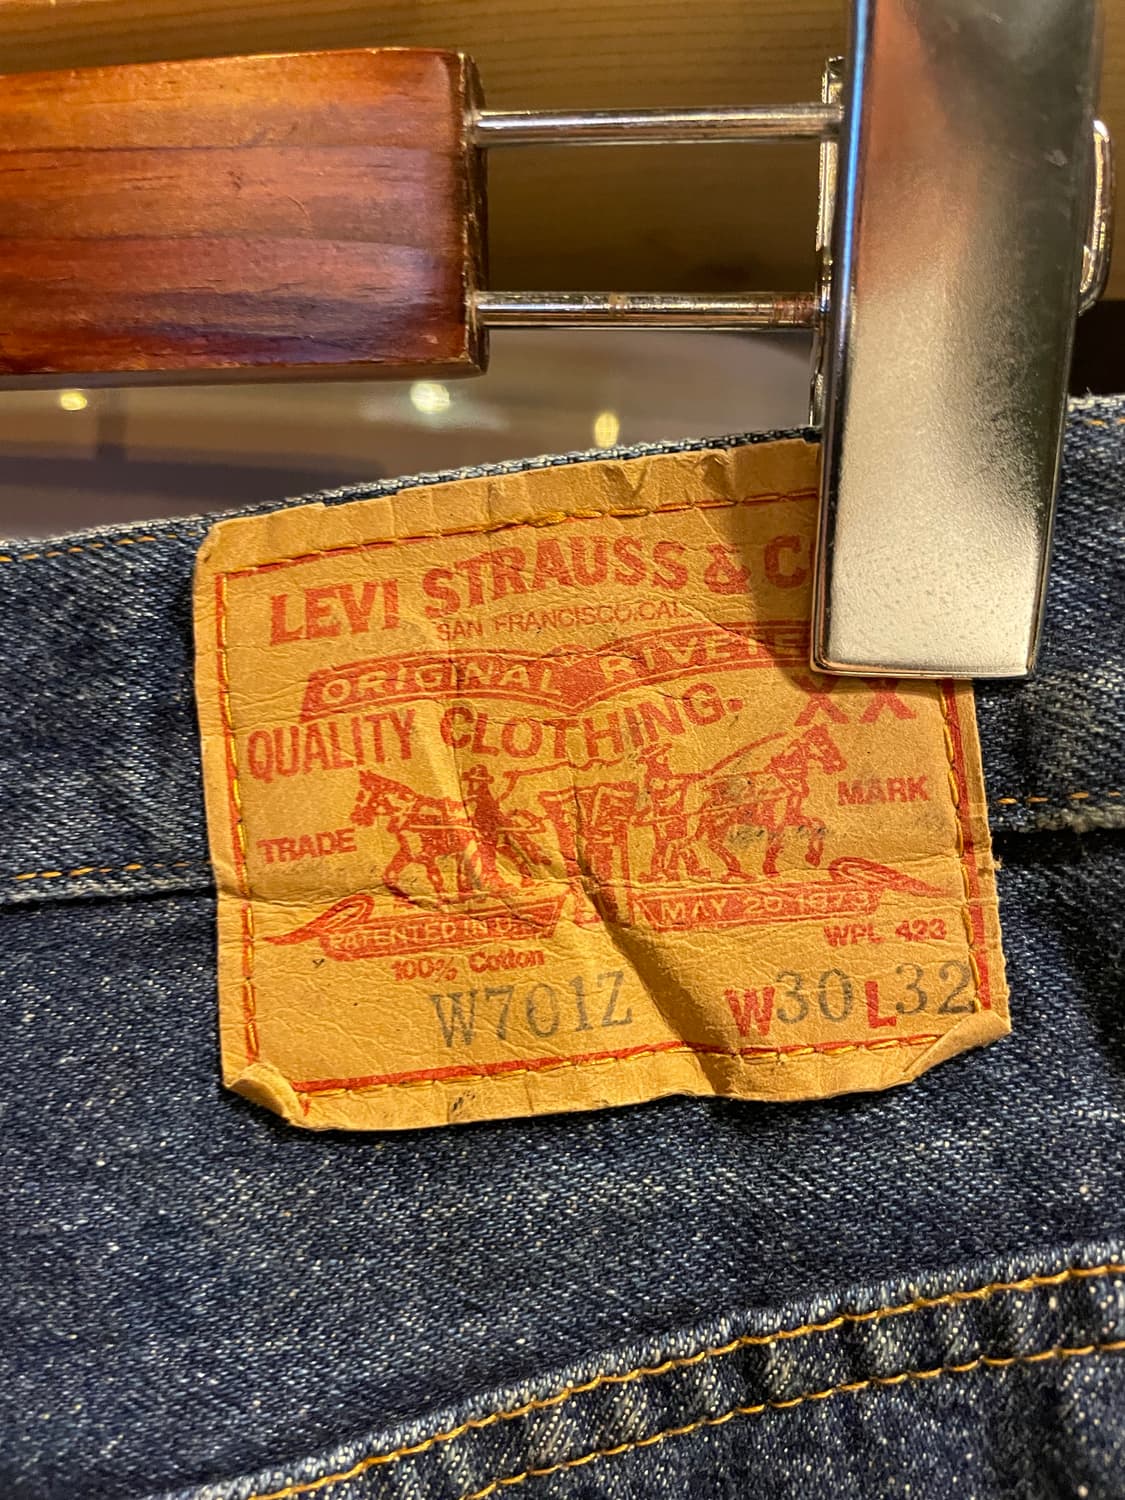 LEVI STRAUSS & C
SAN FRANCISCO, CAL.
ORIGINAL RIVETE
QUALITY CLOTHING. XX
TRADE MARK
PATENTED IN U.S. MAY 20 1873
WPL 423
100% Cotton
W701Z W30 L32